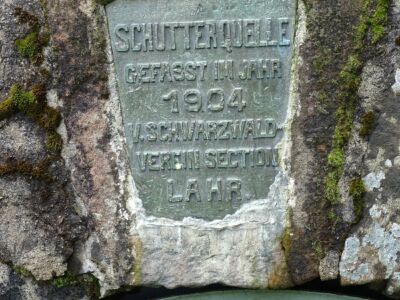 SCHUTTERQUELLE
GEFASST IM JAHR
1904
V. SCHWARZWALD-
VEREIN SECTION
LAHR